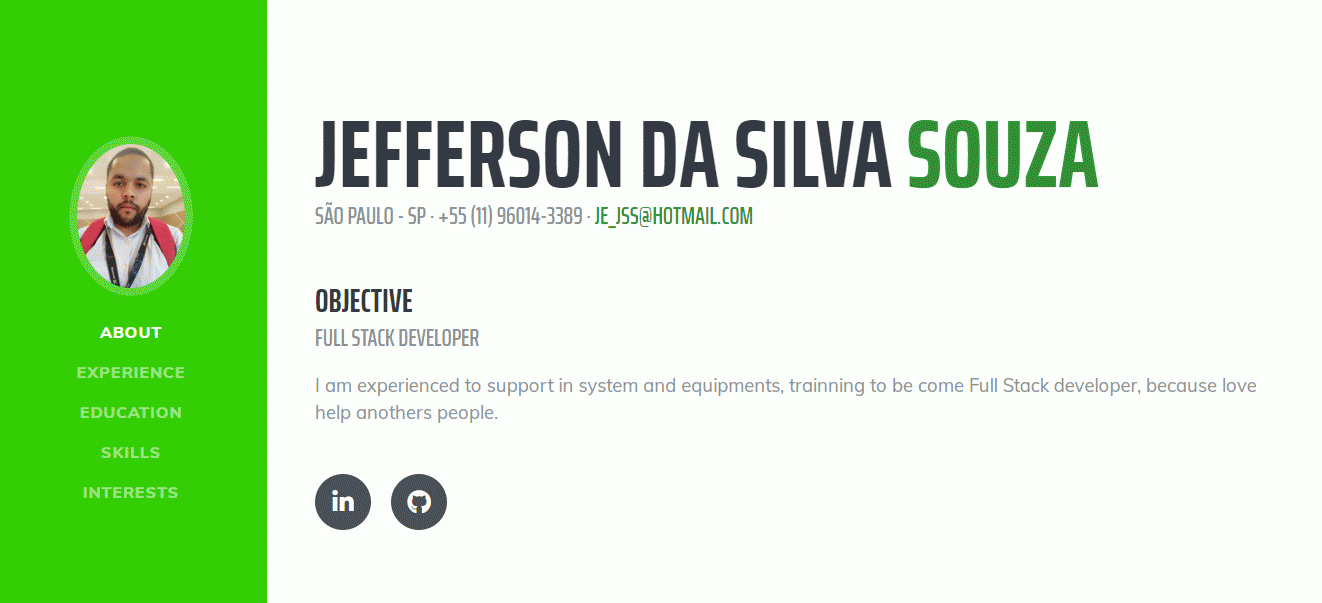 ABOUT
EXPERIENCE
EDUCATION
SKILLS
INTERESTS
JEFFERSON DA SILVA SOUZA
SÃO PAULO - SP · +55 (11) 96014-3389 · JE_JSS@HOTMAIL.COM
OBJECTIVE
FULL STACK DEVELOPER
I am experienced to support in system and equipments, trainning to be come Full Stack developer, because love
help anothers people.
in